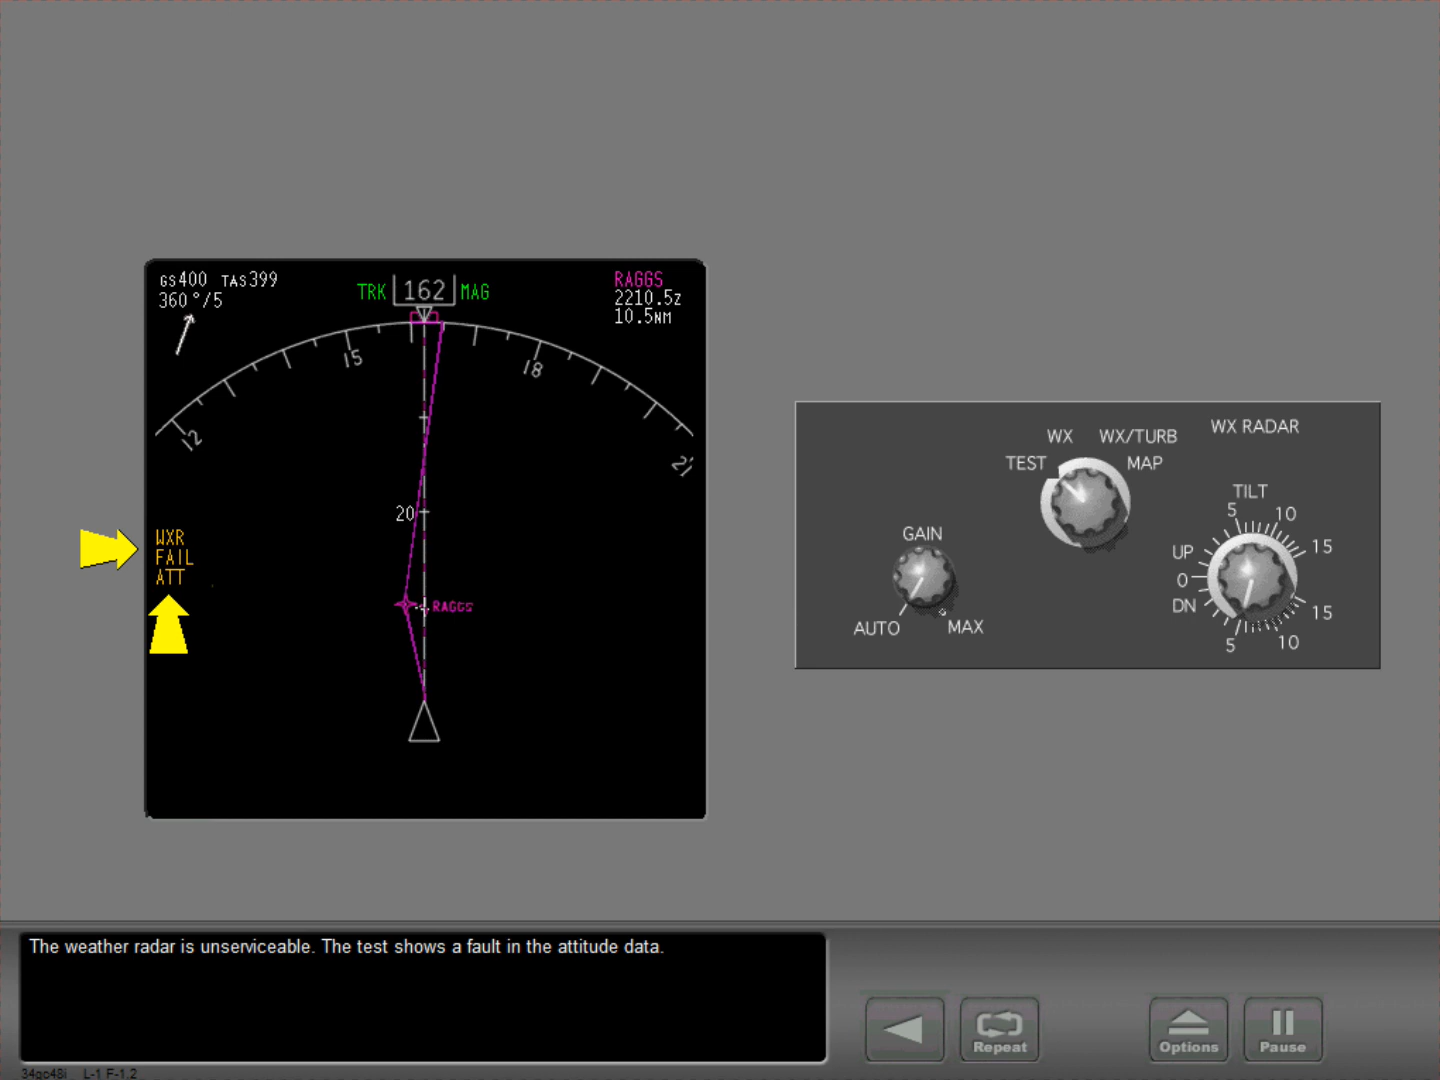 GS400 TAS399
360°/5
TRK 162 MAG
RAGGS
2210.5z
10.5NM
12
15
18
21
20
WXR
FAIL
ATT
RAGGS
WX RADAR
WX WX/TURB
TEST MAP
TILT
5 10
15
UP
0
DN
15
5 10
GAIN
AUTO MAX
The weather radar is unserviceable. The test shows a fault in the attitude data.
Repeat
Options
Pause
34gc48i L-1 F-1.2